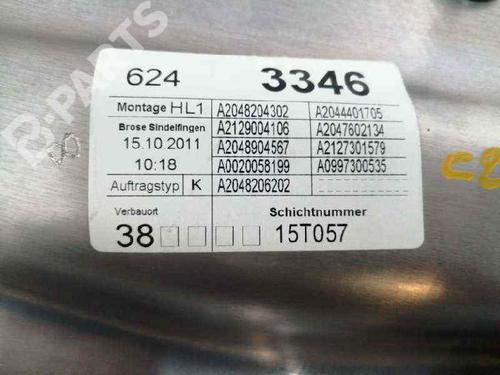 B-PARTS
624 3346
Montage HL1 A2048204302 A2044401705
Brose Sindelfingen A2129004106 A2047602134
15.10.2011 A2048904567 A2127301579
10:18 A0020058199 A0997300535
Auftragstyp K A2048206202
Verbauort Schichtnummer
38 15T057